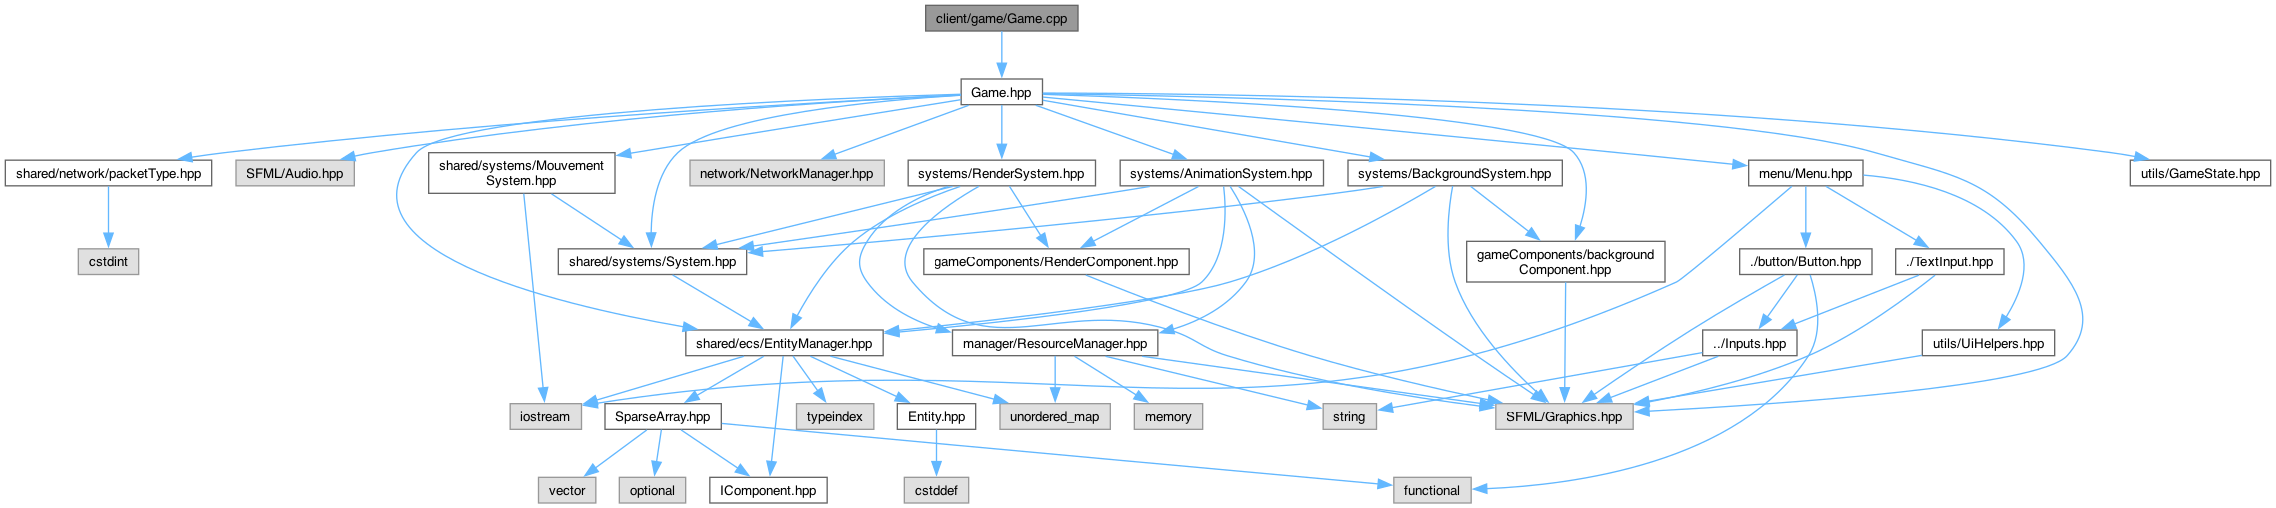 client/game/Game.cpp
Game.hpp
shared/network/packetType.hpp
SFML/Audio.hpp
shared/systems/Mouvement
System.hpp
network/NetworkManager.hpp
systems/RenderSystem.hpp
systems/AnimationSystem.hpp
systems/BackgroundSystem.hpp
menu/Menu.hpp
utils/GameState.hpp
cstdint
shared/systems/System.hpp
gameComponents/RenderComponent.hpp
gameComponents/background
Component.hpp
./button/Button.hpp
./TextInput.hpp
shared/ecs/EntityManager.hpp
manager/ResourceManager.hpp
../Inputs.hpp
utils/UiHelpers.hpp
iostream
SparseArray.hpp
typeindex
Entity.hpp
unordered_map
memory
string
SFML/Graphics.hpp
vector
optional
IComponent.hpp
cstddef
functional